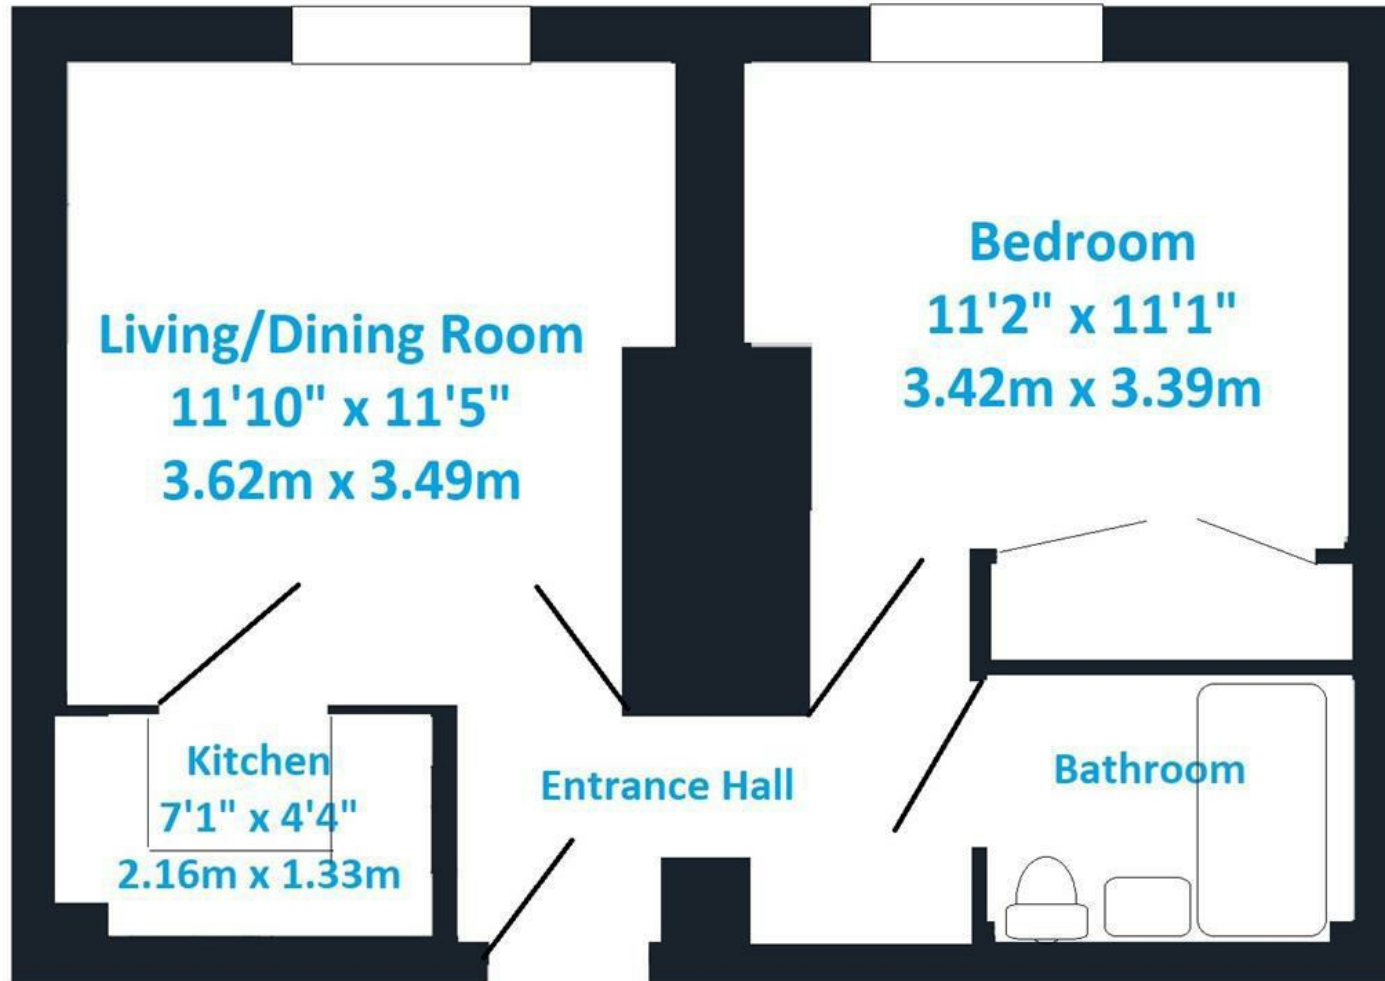 Living/Dining Room
11'10" x 11'5"
3.62m x 3.49m
Bedroom
11'2" x 11'1"
3.42m x 3.39m
Kitchen
7'1" x 4'4"
2.16m x 1.33m
Entrance Hall
Bathroom